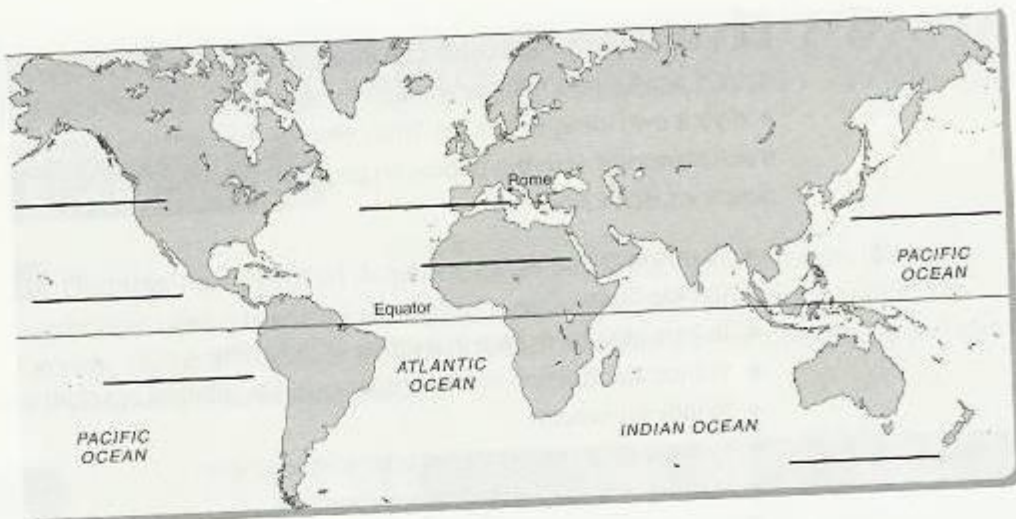 Rome
PACIFIC
OCEAN
Equator
ATLANTIC
OCEAN
PACIFIC
OCEAN
INDIAN OCEAN